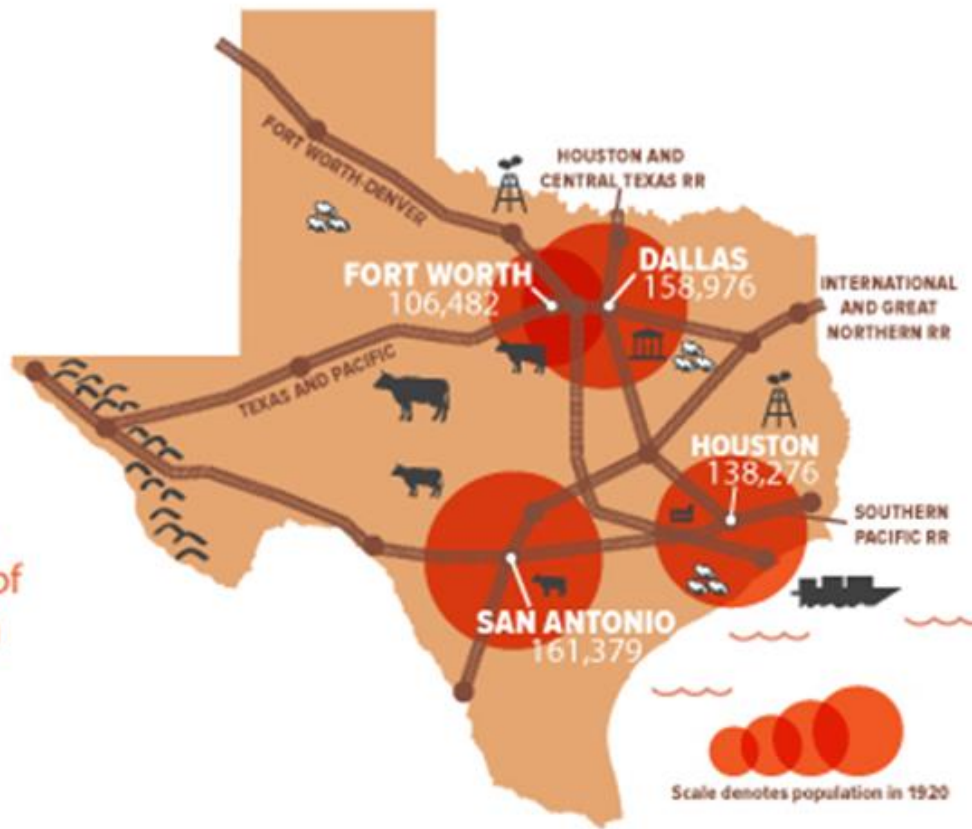 HOUSTON AND
CENTRAL TEXAS RR
FORT WORTH-DENVER
FORT WORTH
106,482
DALLAS
158,976
INTERNATIONAL
AND GREAT
NORTHERN RR
TEXAS AND PACIFIC
HOUSTON
138,276
SOUTHERN
PACIFIC RR
of
SAN ANTONIO
161,379
Scale denotes population in 1920